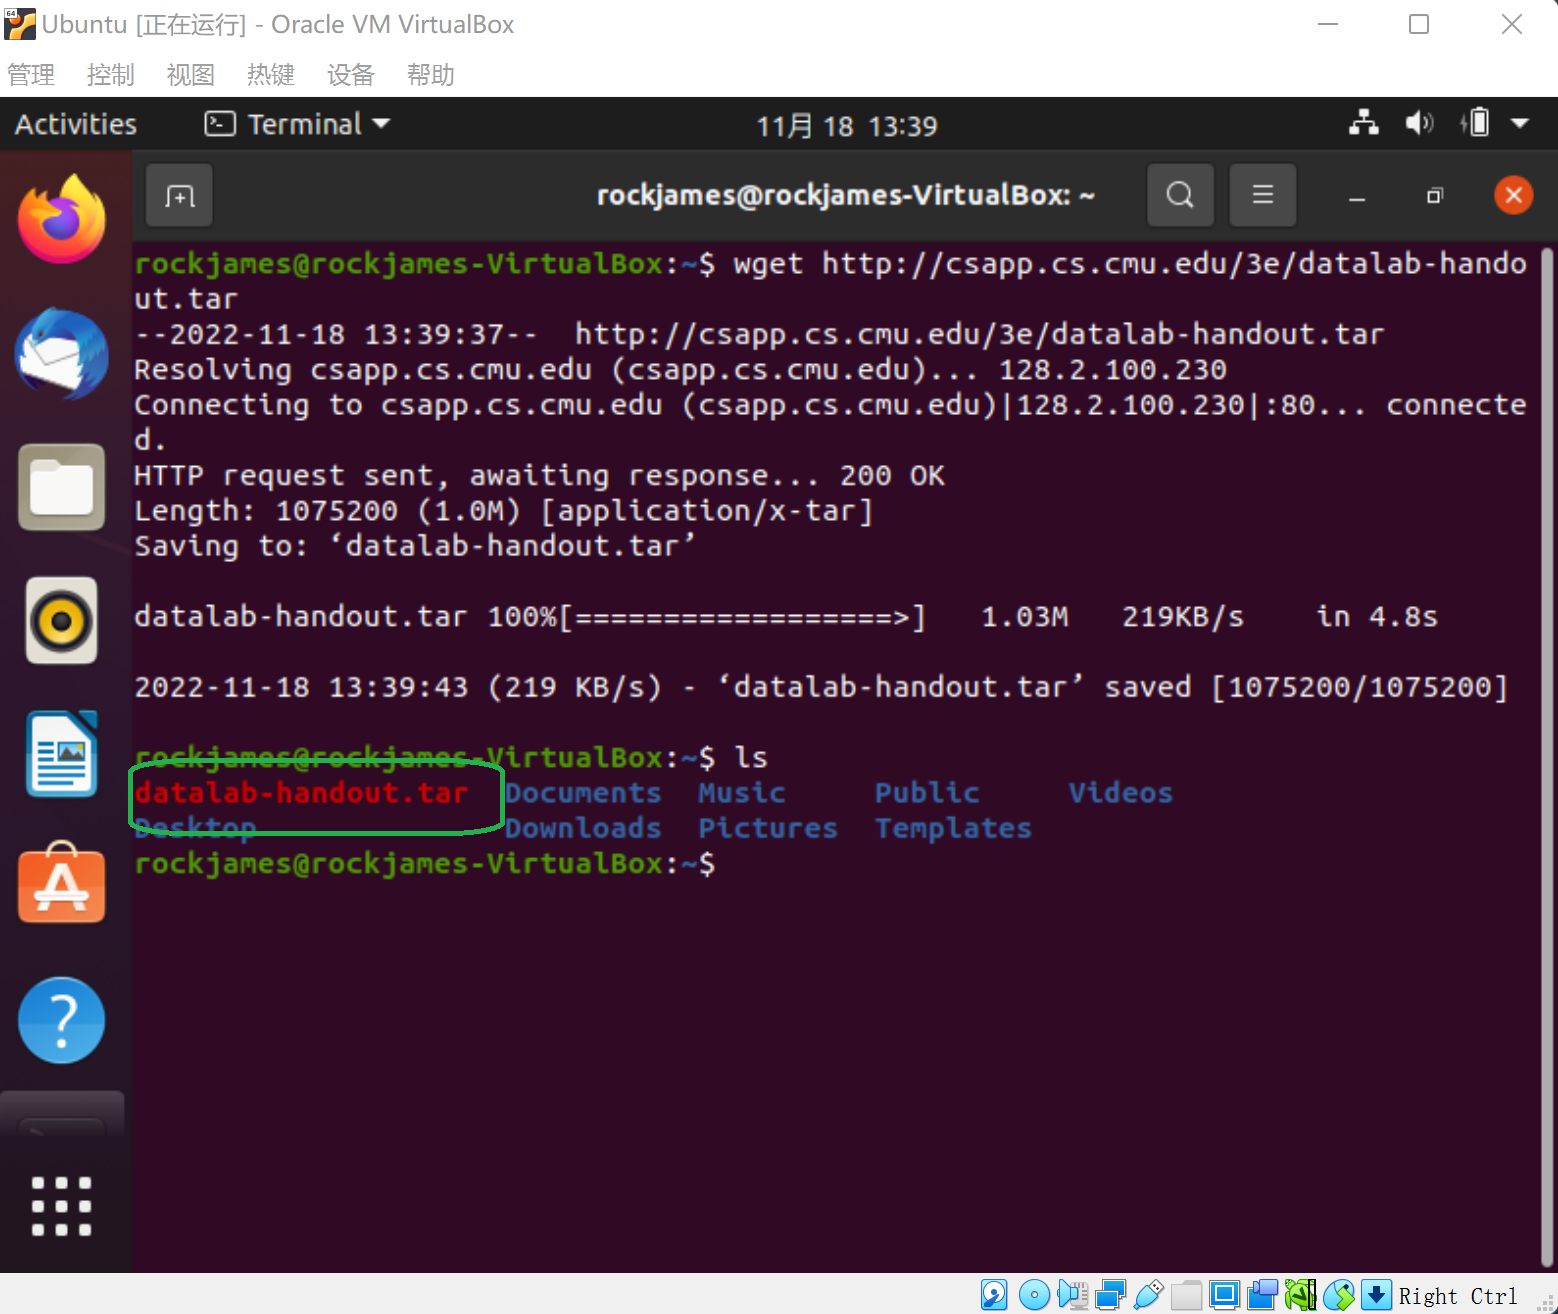 Ubuntu [正在运行] - Oracle VM VirtualBox
管理 控制 视图 热键 设备 帮助
Activities Terminal 11月 18 13:39
rockjames@rockjames-VirtualBox: ~
rockjames@rockjames-VirtualBox:~$ wget http://csapp.cs.cmu.edu/3e/datalab-hando
ut.tar
--2022-11-18 13:39:37-- http://csapp.cs.cmu.edu/3e/datalab-handout.tar
Resolving csapp.cs.cmu.edu (csapp.cs.cmu.edu)... 128.2.100.230
Connecting to csapp.cs.cmu.edu (csapp.cs.cmu.edu)|128.2.100.230|:80... connecte
d.
HTTP request sent, awaiting response... 200 OK
Length: 1075200 (1.0M) [application/x-tar]
Saving to: ‘datalab-handout.tar’
datalab-handout.tar 100%[==================>] 1.03M 219KB/s in 4.8s
2022-11-18 13:39:43 (219 KB/s) - ‘datalab-handout.tar’ saved [1075200/1075200]
rockjames@rockjames-VirtualBox:~$ ls
datalab-handout.tar Documents Music Public Videos
Desktop Downloads Pictures Templates
rockjames@rockjames-VirtualBox:~$
Right Ctrl